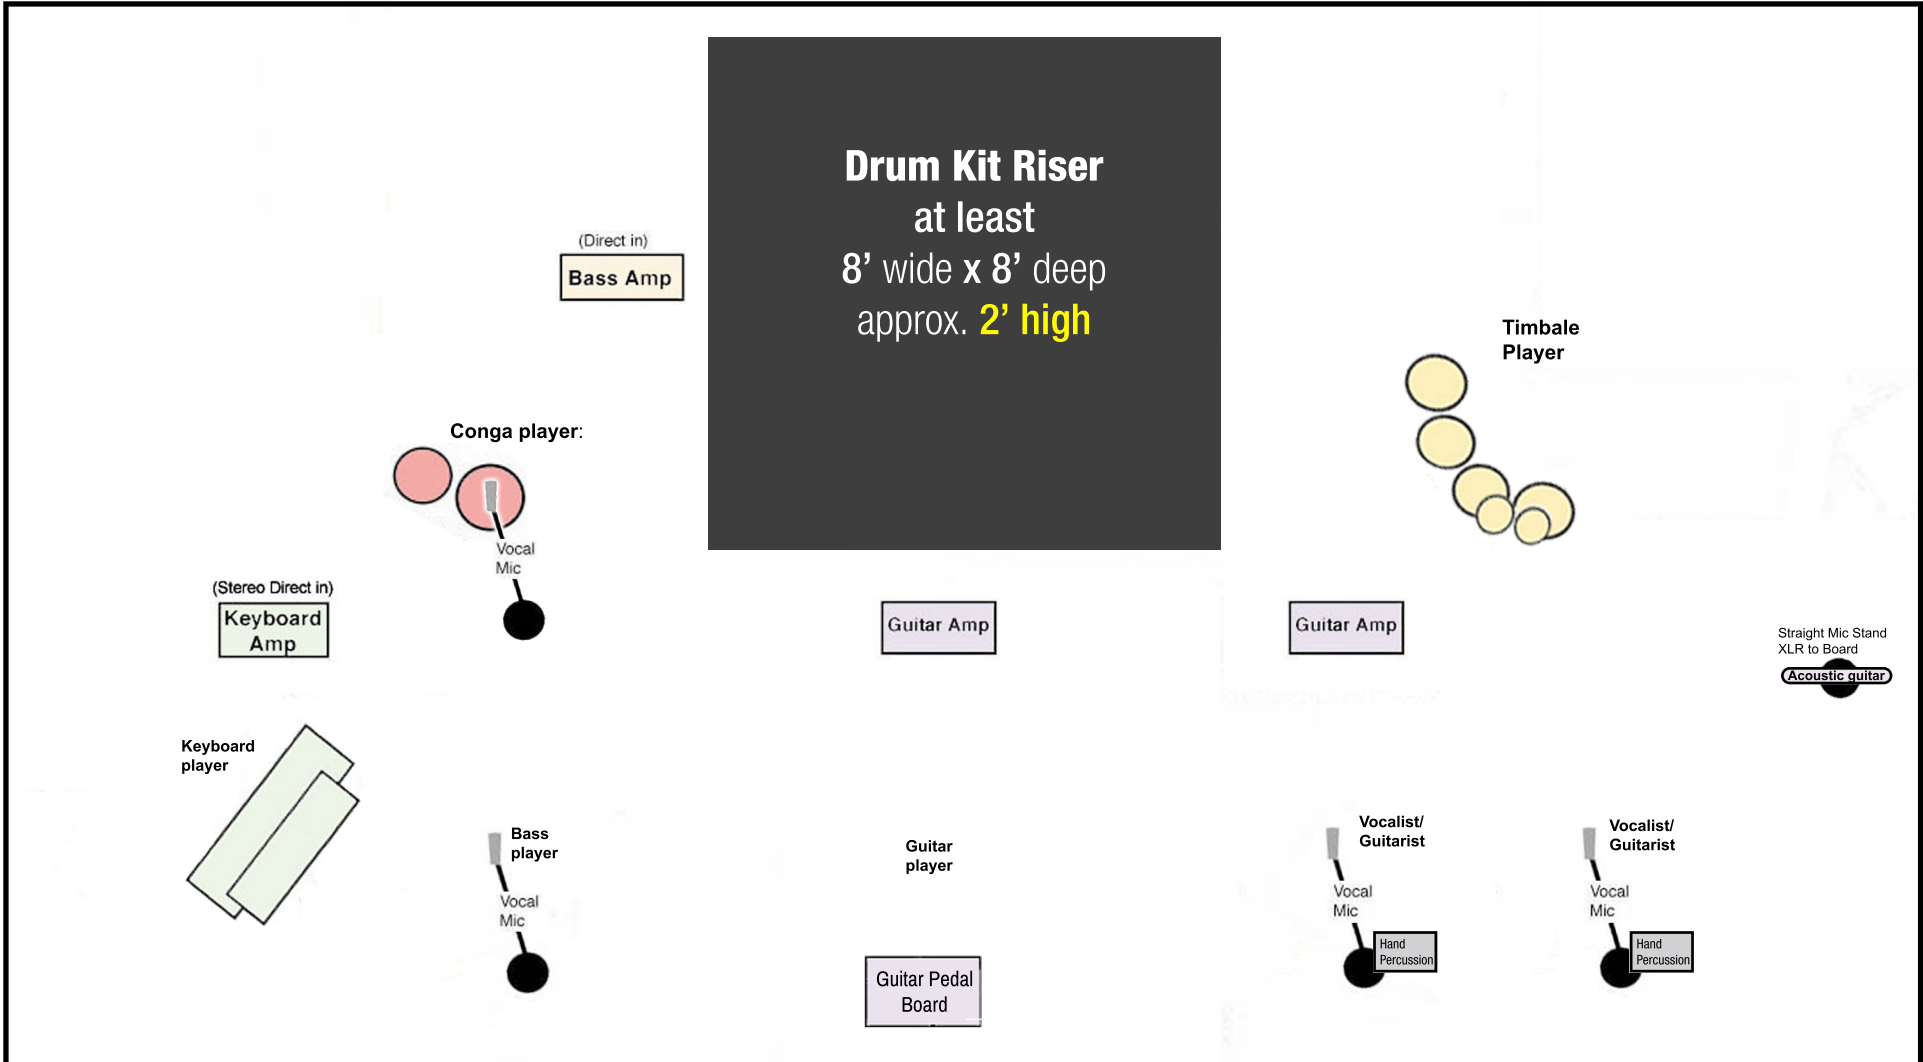 Drum Kit Riser
at least
8’ wide x 8’ deep
approx. 2’ high
(Direct in)
Bass Amp
Timbale
Player
Conga player:
Vocal
Mic
(Stereo Direct in)
Keyboard
Amp
Guitar Amp
Guitar Amp
Straight Mic Stand
XLR to Board
Acoustic guitar
Keyboard
player
Bass
player
Vocal
Mic
Guitar
player
Vocalist/
Guitarist
Vocal
Mic
Hand
Percussion
Vocalist/
Guitarist
Vocal
Mic
Hand
Percussion
Guitar Pedal
Board